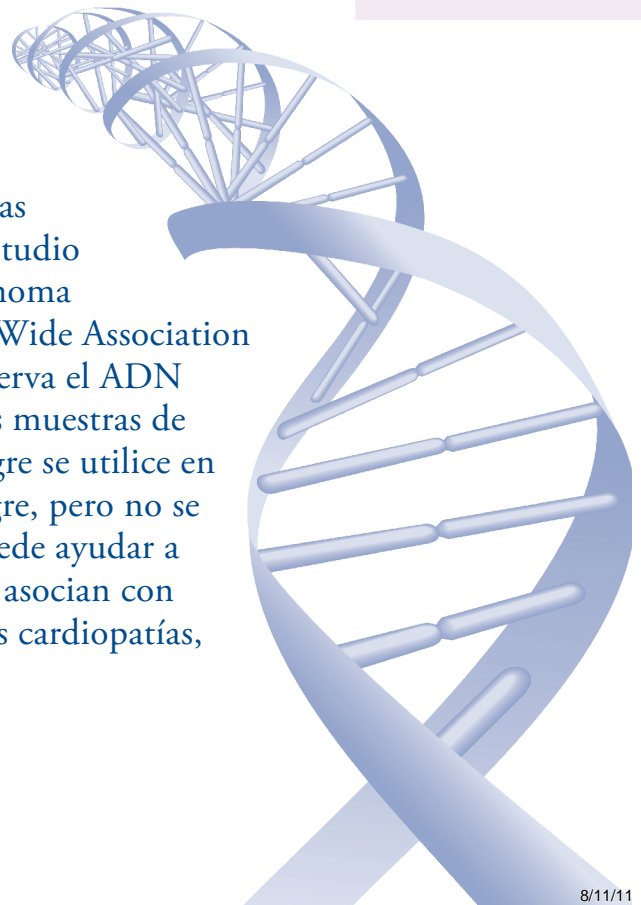 as
studio
noma
Wide Association
erva el ADN
s muestras de
gre se utilice en
gre, pero no se
ede ayudar a
asocian con
s cardiopatías,
8/11/11